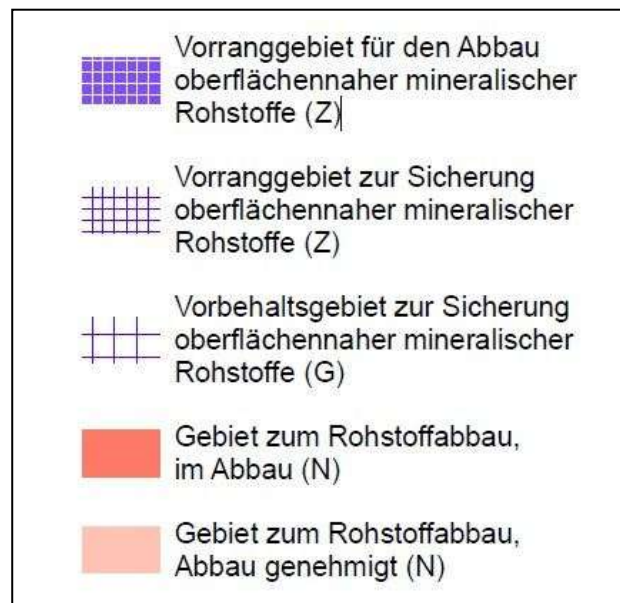 Vorranggebiet für den Abbau
oberflächennaher mineralischer
Rohstoffe (Z)
Vorranggebiet zur Sicherung
oberflächennaher mineralischer
Rohstoffe (Z)
Vorbehaltsgebiet zur Sicherung
oberflächennaher mineralischer
Rohstoffe (G)
Gebiet zum Rohstoffabbau,
im Abbau (N)
Gebiet zum Rohstoffabbau,
Abbau genehmigt (N)